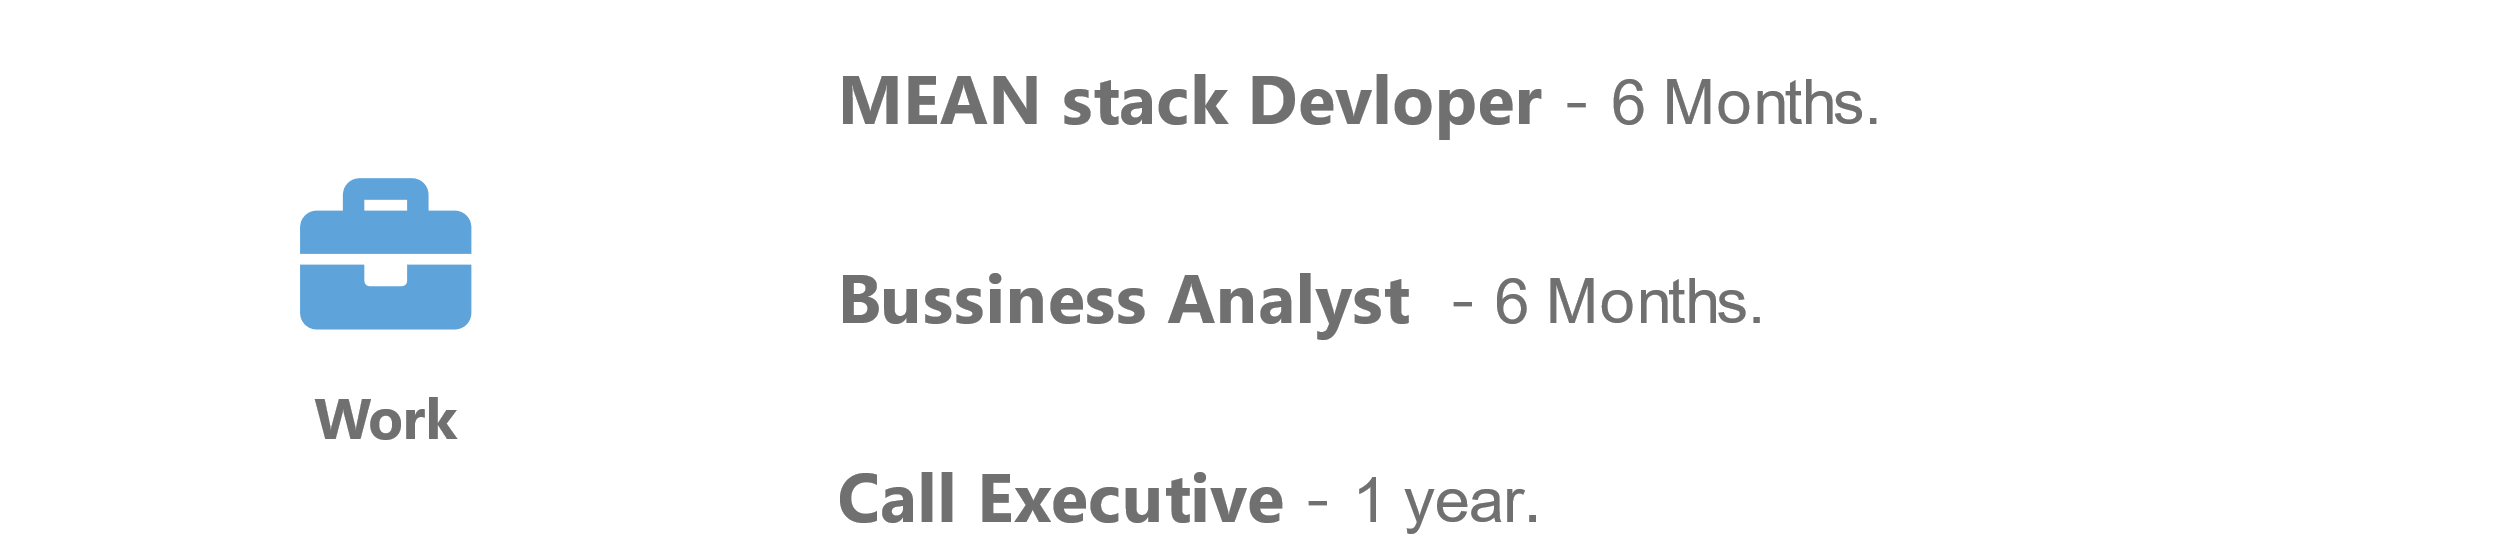 MEAN stack Devloper - 6 Months.
Bussiness Analyst - 6 Months.
Work
Call Executive - 1 year.